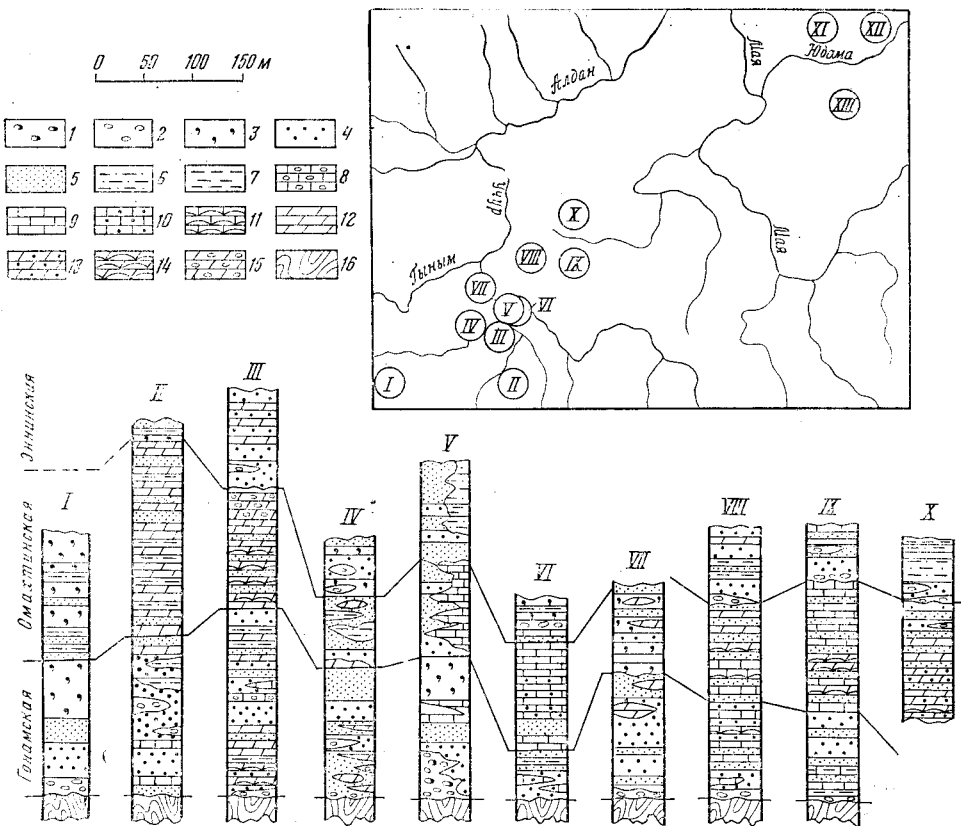 0 50 100 150 м
1 2 3 4
5 6 7 8
9 10 11 12
13 14 15 16
Алдан
Мая
Юдома
XI XII
XIII
Учур
X
Мая
VIII IX
Гыным
VII
V VI
IV III
I II
Эннинская
Омахтинская
Гонамская
I II III IV V VI VII VIII IX X